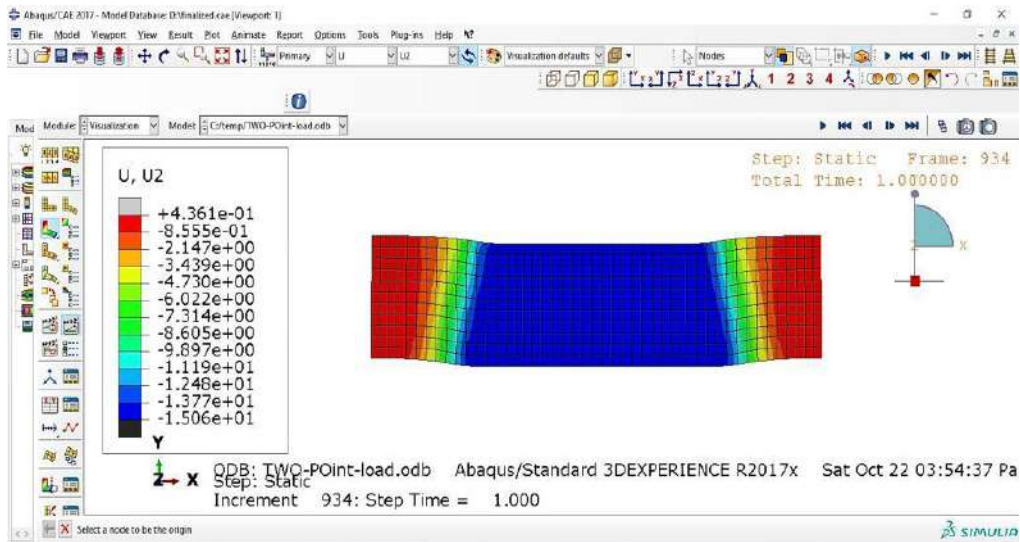 Abaqus/CAE 2017 - Model Database: D:\finalized.cae [Viewport: 1]
File Model Viewport View Result Plot Animate Report Options Tools Plug-ins Help
Primary U U2 Visualization defaults Nodes
1 2 3 4
Mod Module: Visualization Model: C:/temp/TWO-POint-load.odb
Step: Static Frame: 934
Total Time: 1.000000
U, U2
+4.361e-01
-8.555e-01
-2.147e+00
-3.439e+00
-4.730e+00
-6.022e+00
-7.314e+00
-8.605e+00
-9.897e+00
-1.119e+01
-1.248e+01
-1.377e+01
-1.506e+01
X
Y
Z X
ODB: TWO-POint-load.odb Abaqus/Standard 3DEXPERIENCE R2017x Sat Oct 22 03:54:37 Pa
Step: Static
Increment 934: Step Time = 1.000
Select a node to be the origin
SIMULIA